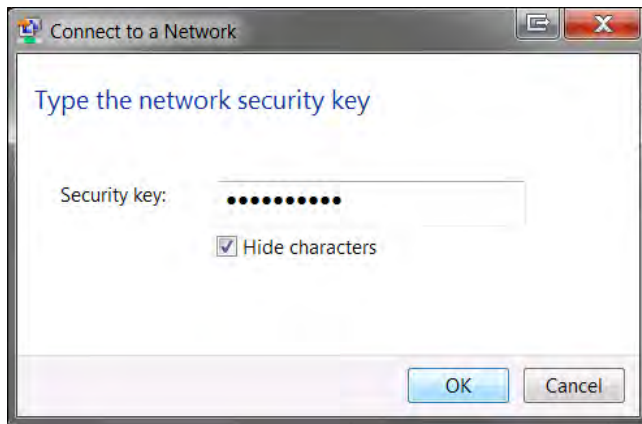 Connect to a Network
Type the network security key
Security key: ••••••••••
Hide characters
OK Cancel